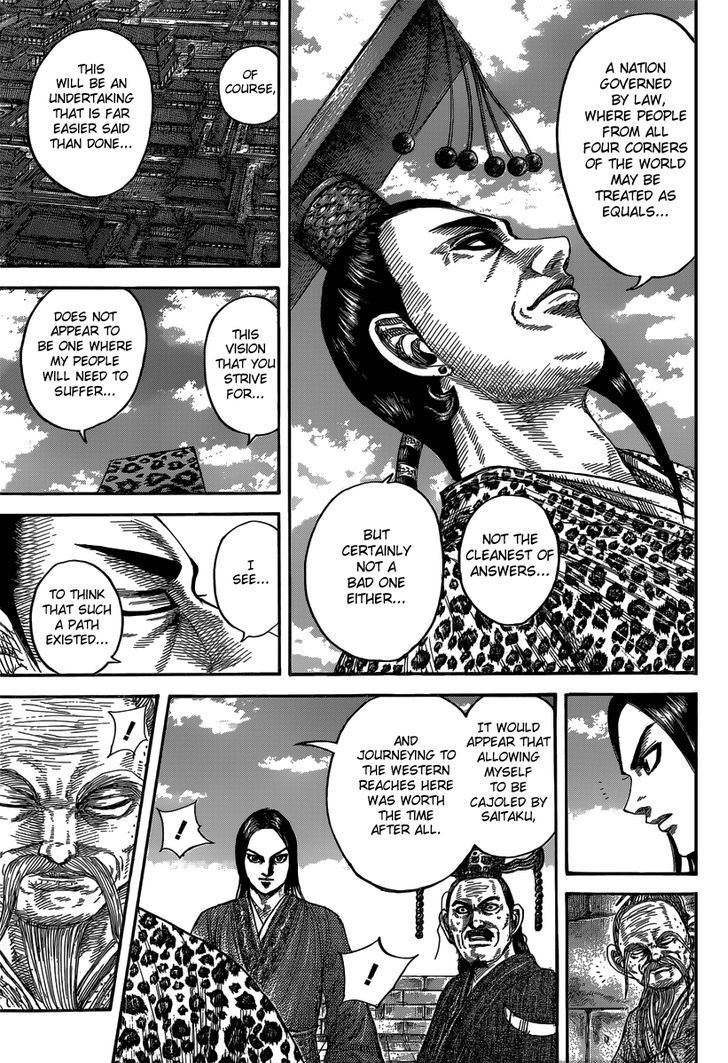 A NATION
GOVERNED
BY LAW,
WHERE PEOPLE
FROM ALL
FOUR CORNERS
OF THE WORLD
MAY BE
TREATED AS
EQUALS...
NOT THE
CLEANEST OF
ANSWERS...
BUT
CERTAINLY
NOT A
BAD ONE
EITHER...
OF
COURSE,
THIS
WILL BE AN
UNDERTAKING
THAT IS FAR
EASIER SAID
THAN DONE...
THIS
VISION
THAT YOU
STRIVE
FOR...
DOES NOT
APPEAR TO
BE ONE WHERE
MY PEOPLE
WILL NEED TO
SUFFER...
I
SEE...
TO THINK
THAT SUCH
A PATH
EXISTED...
IT WOULD
APPEAR THAT
ALLOWING
MYSELF
TO BE
CAJOLED BY
SAITAKU,
AND
JOURNEYING TO
THE WESTERN
REACHES HERE
WAS WORTH
THE TIME
AFTER ALL.
!
!
!